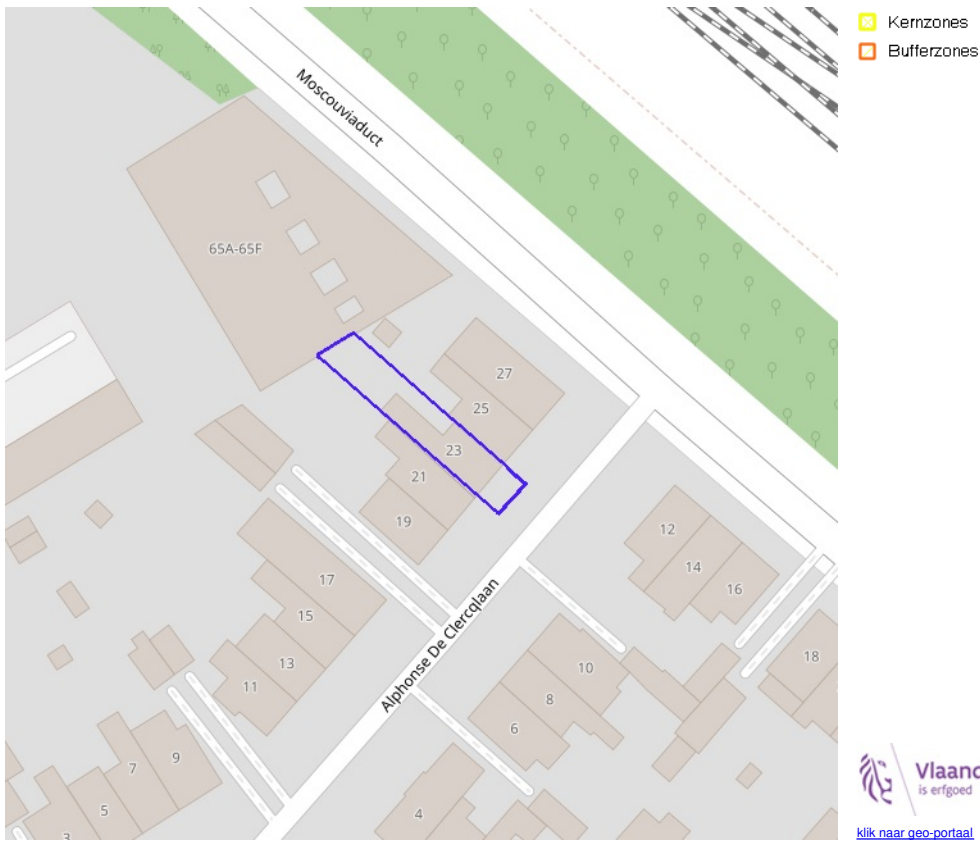 Kernzones
Bufferzones
Moscouviaduct
65A-65F
27
25
23
21
19
12
14
16
17
15
13
11
18
10
8
6
9
7
5
3
4
Alphonse De Clercqlaan
Vlaand
is erfgoed
klik naar geo-portaal